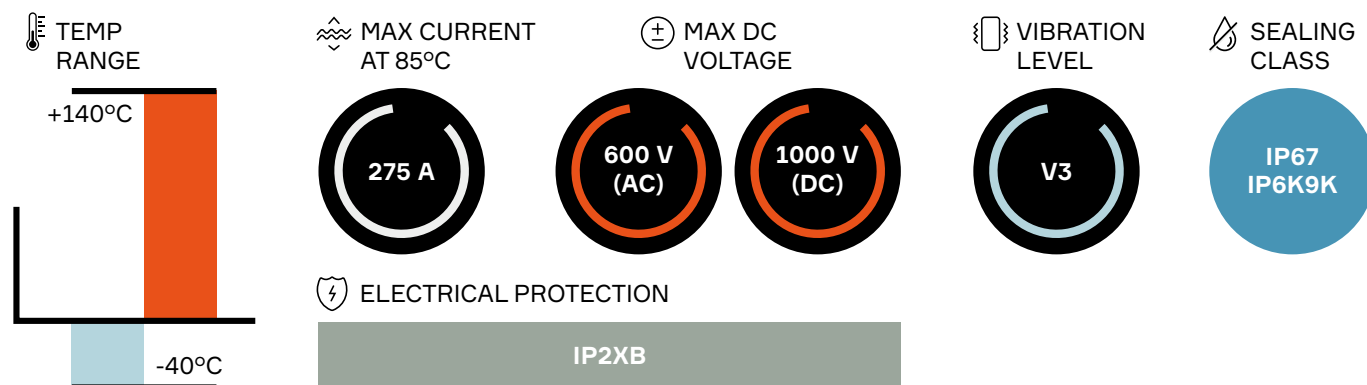 TEMP
RANGE
+140°C
-40°C
MAX CURRENT
AT 85°C
275 A
MAX DC
VOLTAGE
600 V
(AC)
1000 V
(DC)
VIBRATION
LEVEL
V3
SEALING
CLASS
IP67
IP6K9K
ELECTRICAL PROTECTION
IP2XB